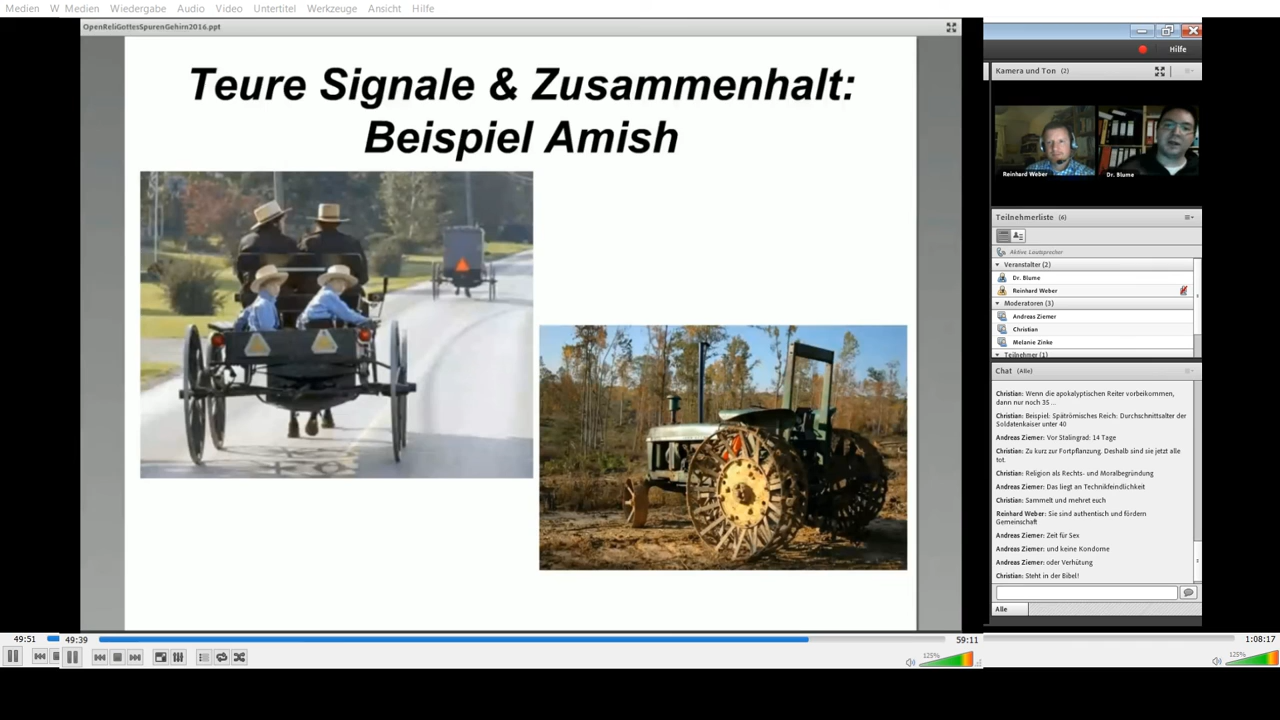 Medien W Medien Wiedergabe Audio Video Untertitel Werkzeuge Ansicht Hilfe
OpenReliGottesSpurenGehirn2016.ppt
Teure Signale & Zusammenhalt:
Beispiel Amish
Hilfe
Kamera und Ton (2)
Reinhard Weber
Dr. Blume
Teilnehmerliste (6)
Aktive Lautsprecher
Veranstalter (2)
Dr. Blume
Reinhard Weber
Moderatoren (3)
Andreas Ziemer
Christian
Melanie Zinke
Teilnehmer (1)
Chat (Alle)
Christian: Wenn die apokalyptischen Reiter vorbeikommen,
dann nur noch 35 ...
Christian: Beispiel: Spätrömisches Reich: Durchschnittsalter der
Soldatenkaiser unter 40
Andreas Ziemer: Vor Stalingrad: 14 Tage
Christian: Zu kurz zur Fortpflanzung. Deshalb sind sie jetzt alle
tot.
Christian: Religion als Rechts- und Moralbegründung
Andreas Ziemer: Das liegt an Technikfeindlichkeit
Christian: Sammelt und mehret euch
Reinhard Weber: Sie sind authentisch und fördern
Gemeinschaft
Andreas Ziemer: Zeit für Sex
Andreas Ziemer: und keine Kondome
Andreas Ziemer: oder Verhütung
Christian: Steht in der Bibel!
Alle
49:51 49:39 59:11 1:08:17
125% 125%